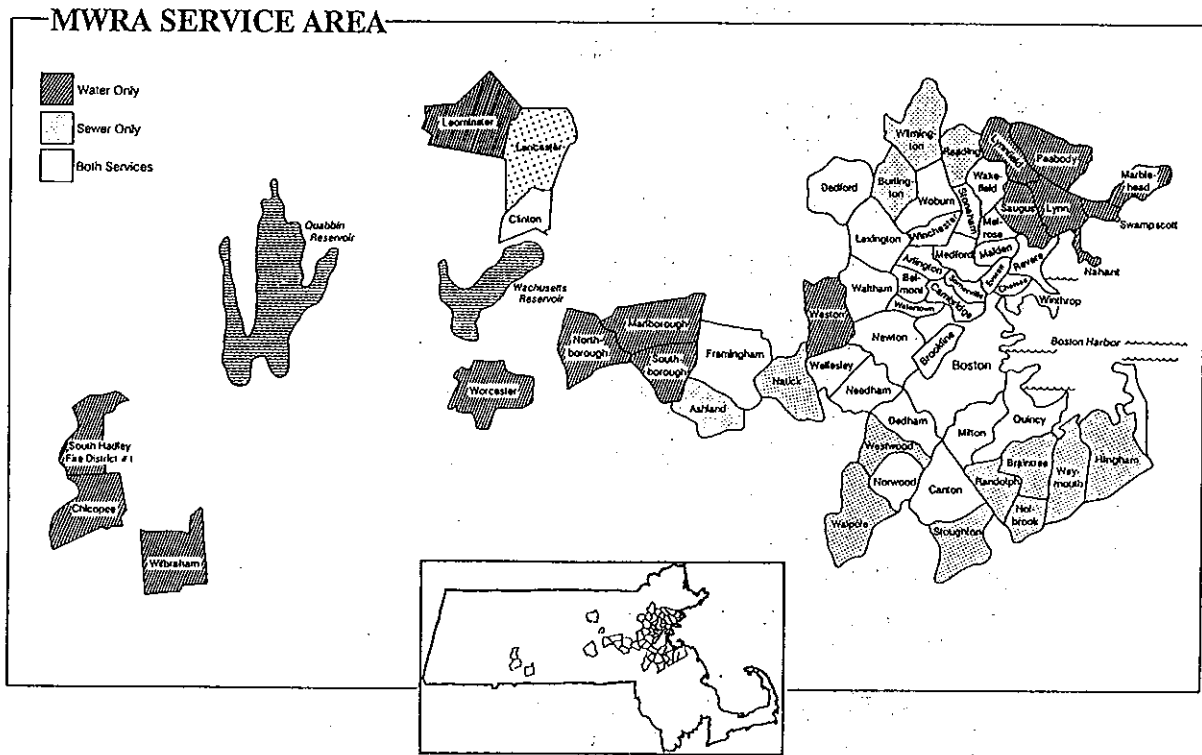 MWRA SERVICE AREA
Water Only
Sewer Only
Both Services
Leominster
Lancaster
Clinton
Quabbin
Reservoir
Wachusetts
Reservoir
Worcester
South Hadley
Fire District #1
Chicopee
Wilbraham
North-
borough
Marlborough
South-
borough
Framingham
Ashland
Natick
Weston
Wilming-
ton
Reading
Lynnfield
Peabody
Marble-
head
Swampscott
Burling-
ton
Dedford
Woburn
Stoneham
Wake-
field
Saugus
Lynn
Mel-
rose
Lexington
Winchester
Medford
Malden
Revere
Nahant
Arlington
Bel-
mont
Somerville
Everett
Chelsea
Winthrop
Waltham
Watertown
Cambridge
Newton
Brookline
Boston
Boston Harbor
Wellesley
Needham
Dedham
Milton
Quincy
Westwood
Norwood
Canton
Randolph
Braintree
Wey-
mouth
Hingham
Hol-
brook
Walpole
Stoughton